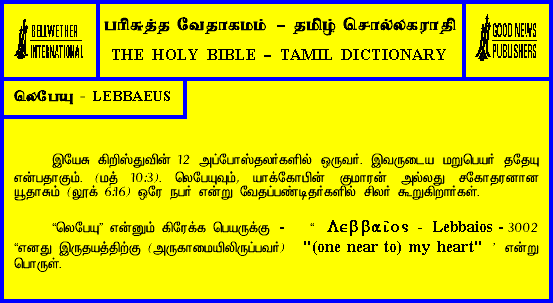 BELLWETHER
INTERNATIONAL
பரிசுத்த வேதாகமம் – தமிழ் சொல்லகராதி
THE HOLY BIBLE – TAMIL DICTIONARY
GOOD NEWS
PUBLISHERS
லெபேயு - LEBBAEUS
இயேசு கிறிஸ்துவின் 12 அப்போஸ்தலர்களில் ஒருவர். இவருடைய மறுபெயர் ததேயு
என்பதாகும். (மத் 10:3). லெபேயுவும், யாக்கோபின் குமாரன் அல்லது சகோதரனான
யூதாசும் (லூக் 6:16) ஒரே நபர் என்று வேதப்பண்டிதர்களில் சிலர் கூறுகிறார்கள்.
“லெபேயு” என்னும் கிரேக்க பெயருக்கு - “ Λεββαῖος - Lebbaios - 3002
“எனது இருதயத்திற்கு (அருகாமையிலிருப்பவர்) "(one near to) my heart" ’ என்று
பொருள்.